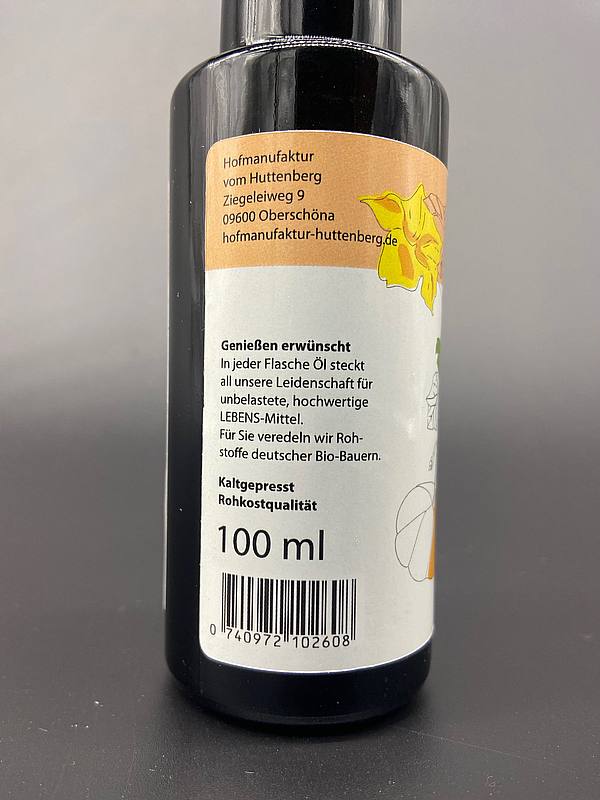 Hofmanufaktur
vom Huttenberg
Ziegeleiweg 9
09600 Oberschöna
hofmanufaktur-huttenberg.de
Genießen erwünscht
In jeder Flasche Öl steckt
all unsere Leidenschaft für
unbelastete, hochwertige
LEBENS-Mittel.
Für Sie veredeln wir Roh-
stoffe deutscher Bio-Bauern.
Kaltgepresst
Rohkostqualität
100 ml
0 740972 102608